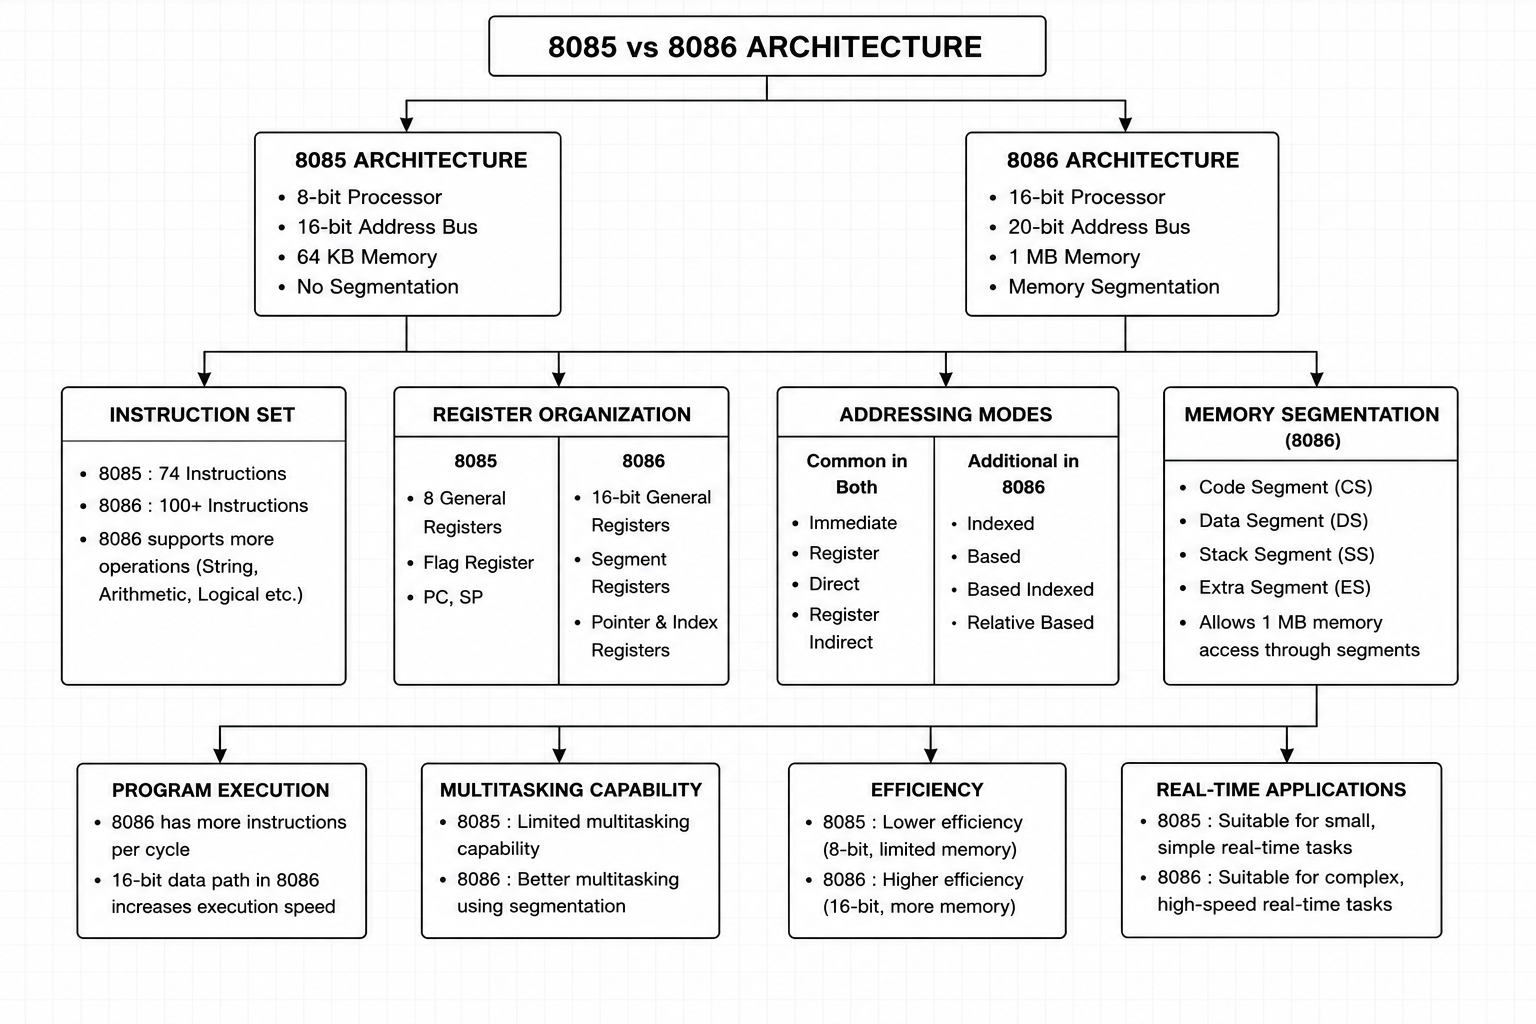 8085 vs 8086 ARCHITECTURE
8085 ARCHITECTURE
• 8-bit Processor
• 16-bit Address Bus
• 64 KB Memory
• No Segmentation
8086 ARCHITECTURE
• 16-bit Processor
• 20-bit Address Bus
• 1 MB Memory
• Memory Segmentation
INSTRUCTION SET
• 8085 : 74 Instructions
• 8086 : 100+ Instructions
• 8086 supports more
operations (String,
Arithmetic, Logical etc.)
REGISTER ORGANIZATION
8085
• 8 General
Registers
• Flag Register
• PC, SP
8086
• 16-bit General
Registers
• Segment
Registers
• Pointer & Index
Registers
ADDRESSING MODES
Common in
Both
• Immediate
• Register
• Direct
• Register
Indirect
Additional in
8086
• Indexed
• Based
• Based Indexed
• Relative Based
MEMORY SEGMENTATION
(8086)
• Code Segment (CS)
• Data Segment (DS)
• Stack Segment (SS)
• Extra Segment (ES)
• Allows 1 MB memory
access through segments
PROGRAM EXECUTION
• 8086 has more instructions
per cycle
• 16-bit data path in 8086
increases execution speed
MULTITASKING CAPABILITY
• 8085 : Limited multitasking
capability
• 8086 : Better multitasking
using segmentation
EFFICIENCY
• 8085 : Lower efficiency
(8-bit, limited memory)
• 8086 : Higher efficiency
(16-bit, more memory)
REAL-TIME APPLICATIONS
• 8085 : Suitable for small,
simple real-time tasks
• 8086 : Suitable for complex,
high-speed real-time tasks